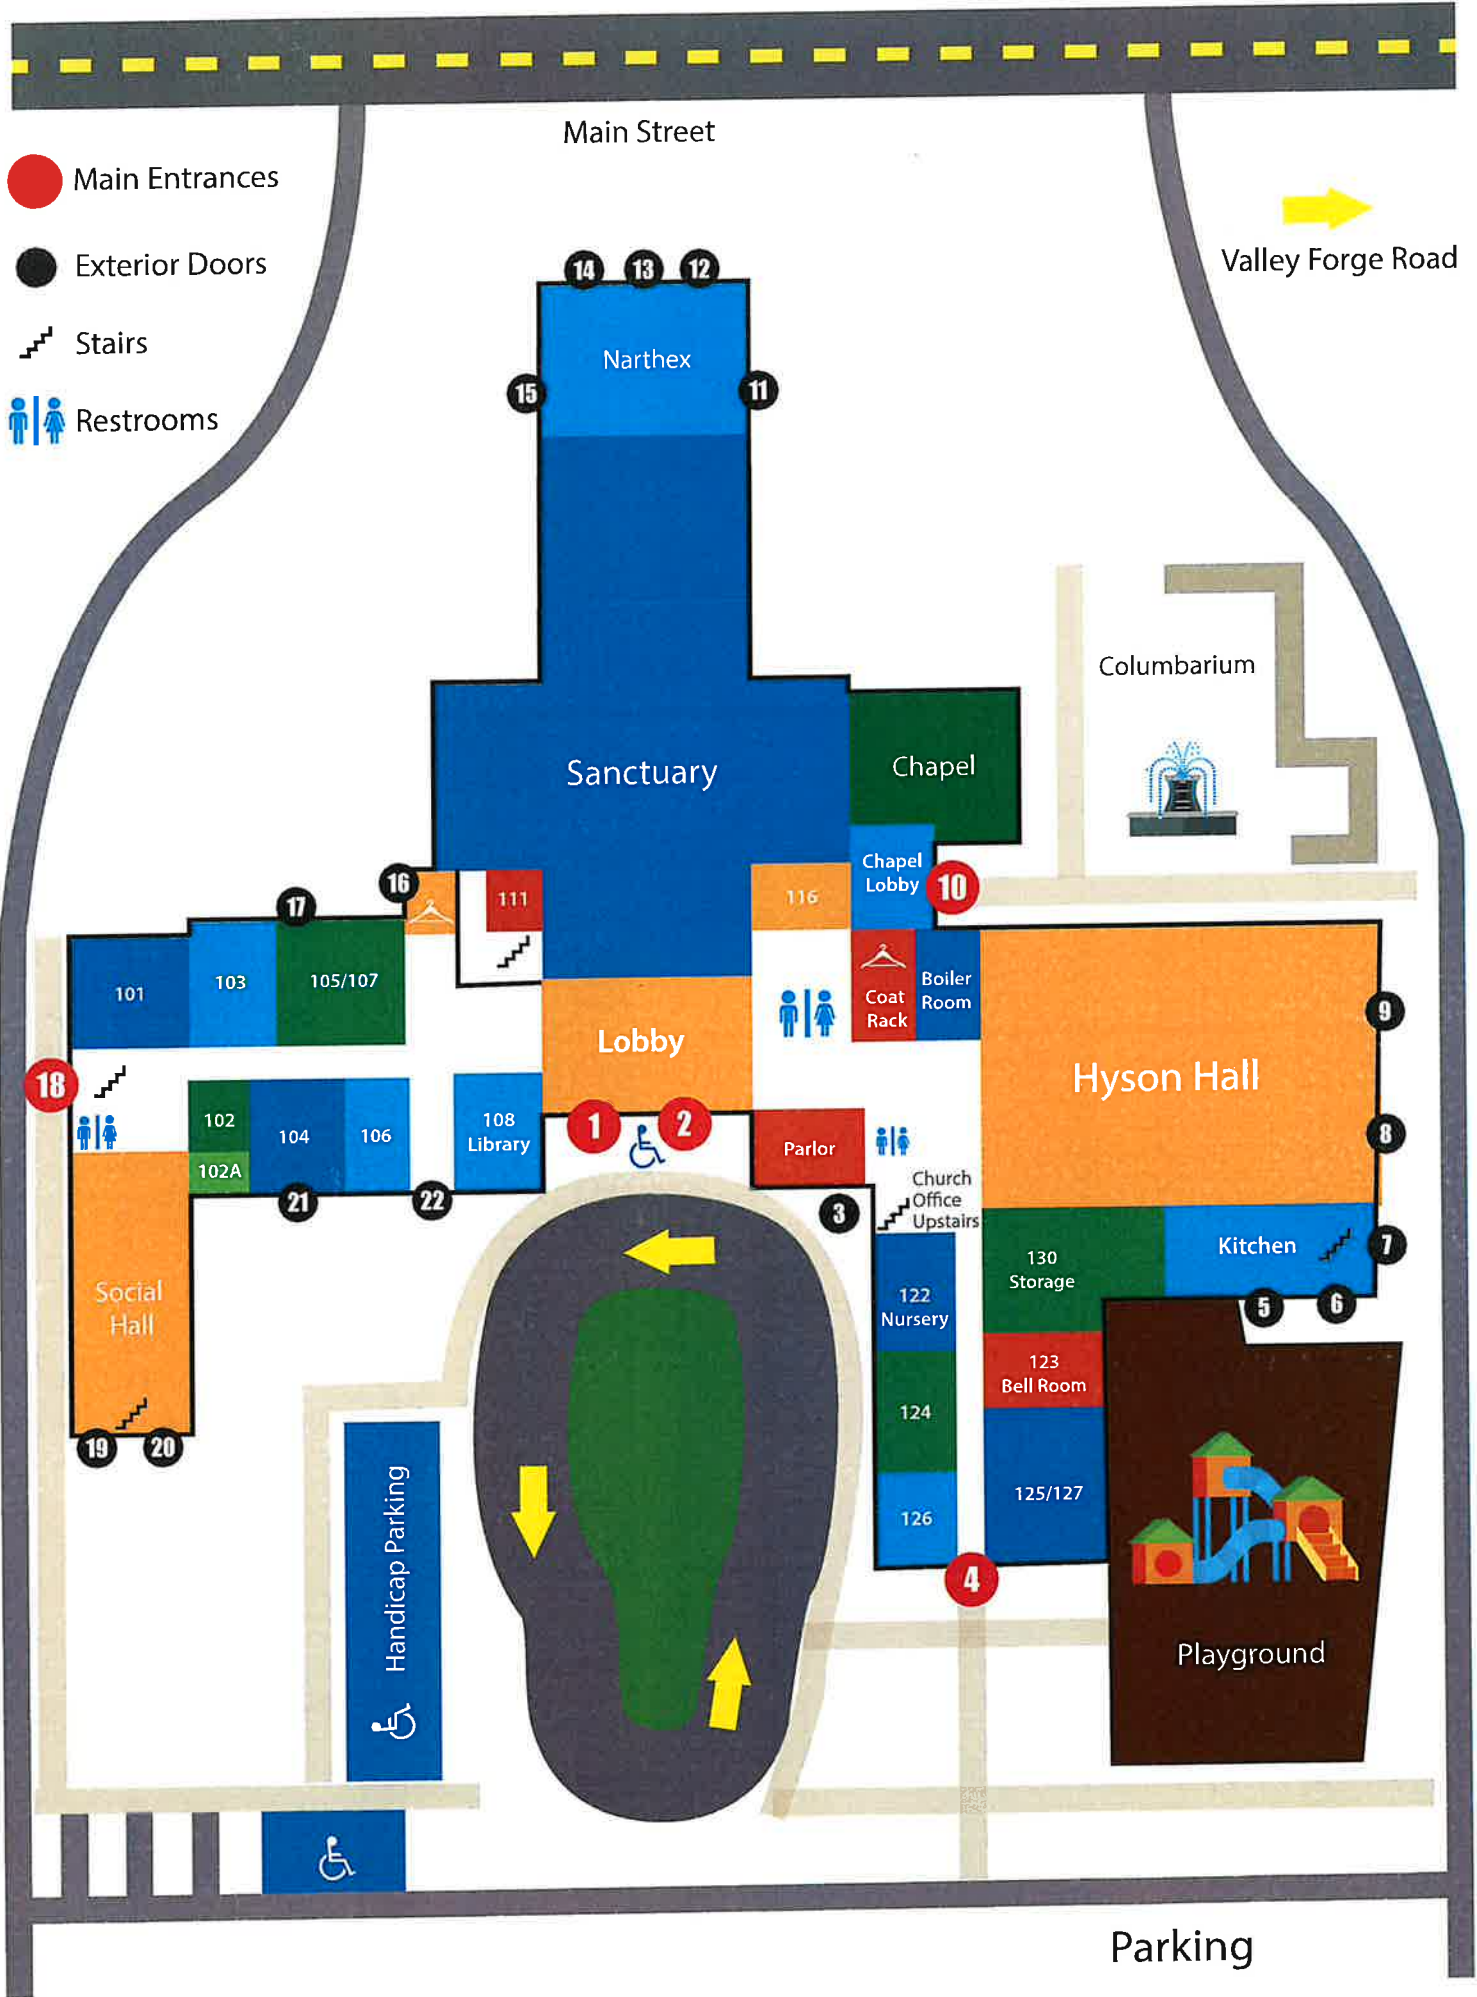 Main Street
Main Entrances
Exterior Doors
Stairs
Restrooms
Valley Forge Road
14
13
12
Narthex
15
11
Columbarium
Sanctuary
Chapel
Chapel
Lobby
10
16
111
116
17
101
103
105/107
Coat
Rack
Boiler
Room
9
Lobby
Hyson Hall
18
102
104
106
108
Library
1
2
Parlor
8
102A
21
22
3
Church
Office
Upstairs
Kitchen
7
130
Storage
Social
Hall
122
Nursery
5
6
123
Bell Room
124
19
20
125/127
126
Handicap Parking
4
Playground
Parking